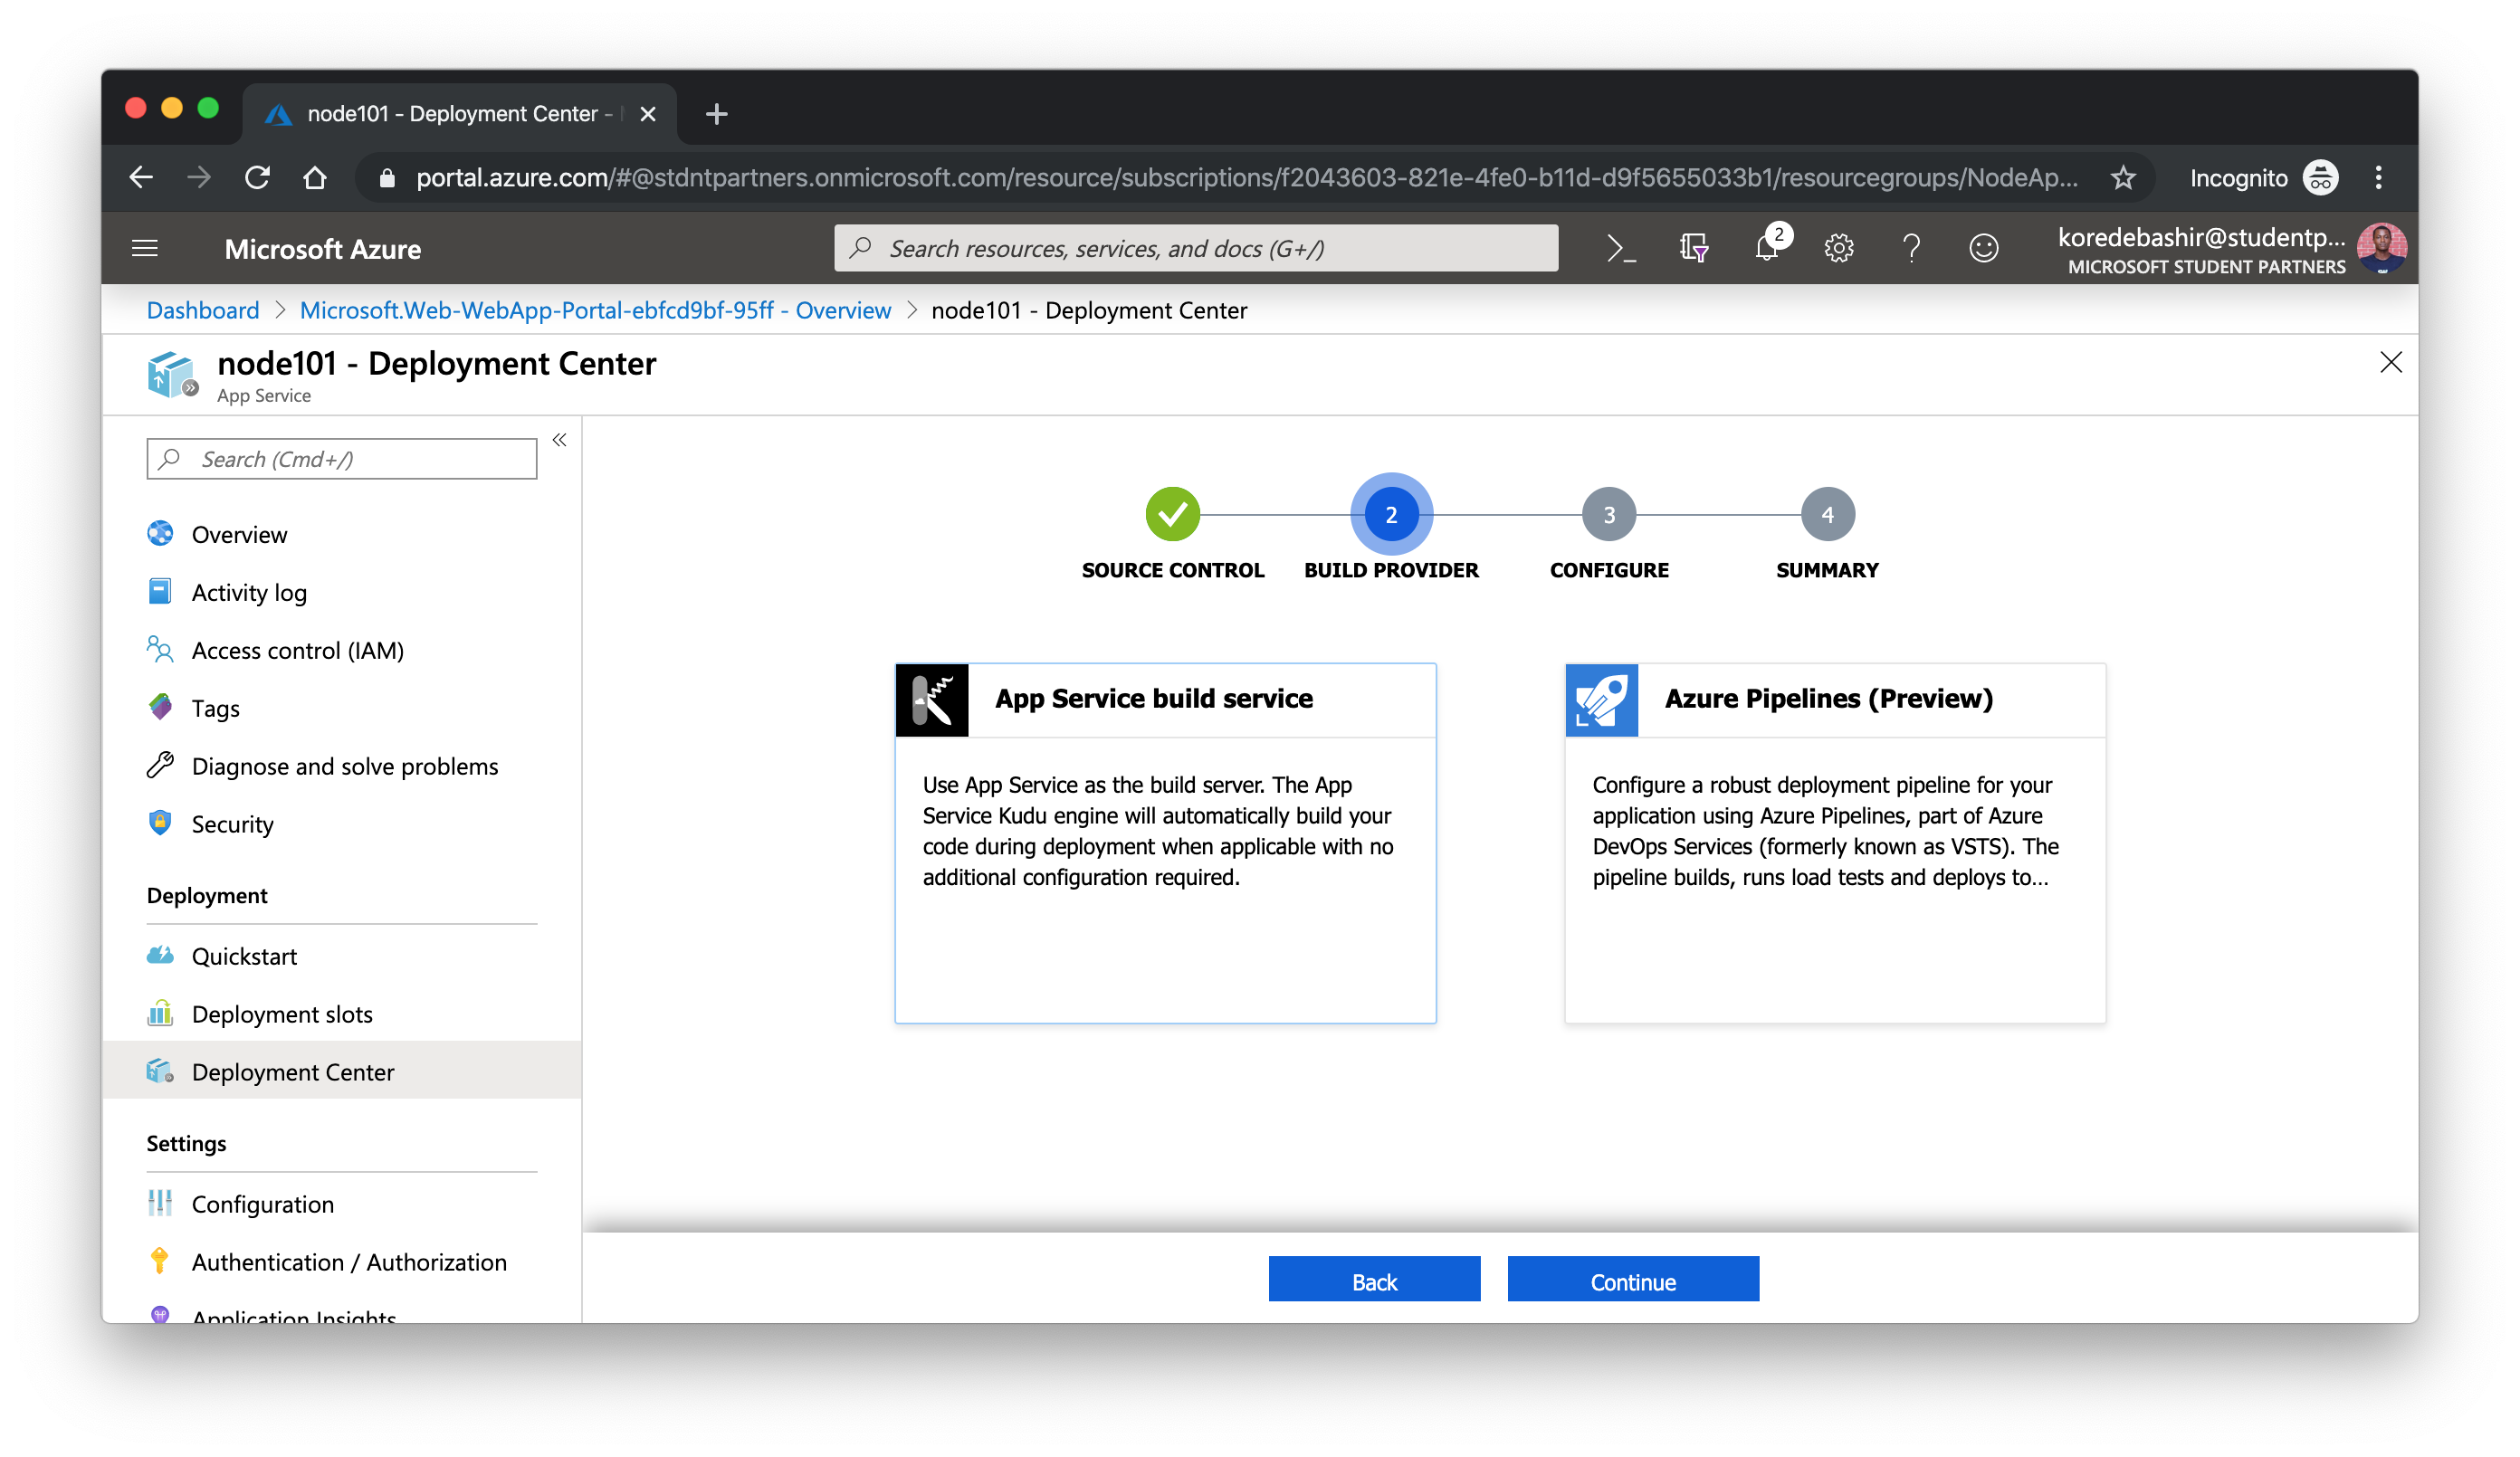 node101 - Deployment Center -
portal.azure.com/#@stdntpartners.onmicrosoft.com/resource/subscriptions/f2043603-821e-4fe0-b11d-d9f5655033b1/resourcegroups/NodeAp...
Incognito
Microsoft Azure
Search resources, services, and docs (G+/)
2
koredebashir@studentp...
MICROSOFT STUDENT PARTNERS
Dashboard > Microsoft.Web-WebApp-Portal-ebfcd9bf-95ff - Overview > node101 - Deployment Center
node101 - Deployment Center
App Service
Search (Cmd+/)
Overview
Activity log
Access control (IAM)
Tags
Diagnose and solve problems
Security
Deployment
Quickstart
Deployment slots
Deployment Center
Settings
Configuration
Authentication / Authorization
Application Insights
2
3
4
SOURCE CONTROL
BUILD PROVIDER
CONFIGURE
SUMMARY
App Service build service
Use App Service as the build server. The App
Service Kudu engine will automatically build your
code during deployment when applicable with no
additional configuration required.
Azure Pipelines (Preview)
Configure a robust deployment pipeline for your
application using Azure Pipelines, part of Azure
DevOps Services (formerly known as VSTS). The
pipeline builds, runs load tests and deploys to...
Back
Continue